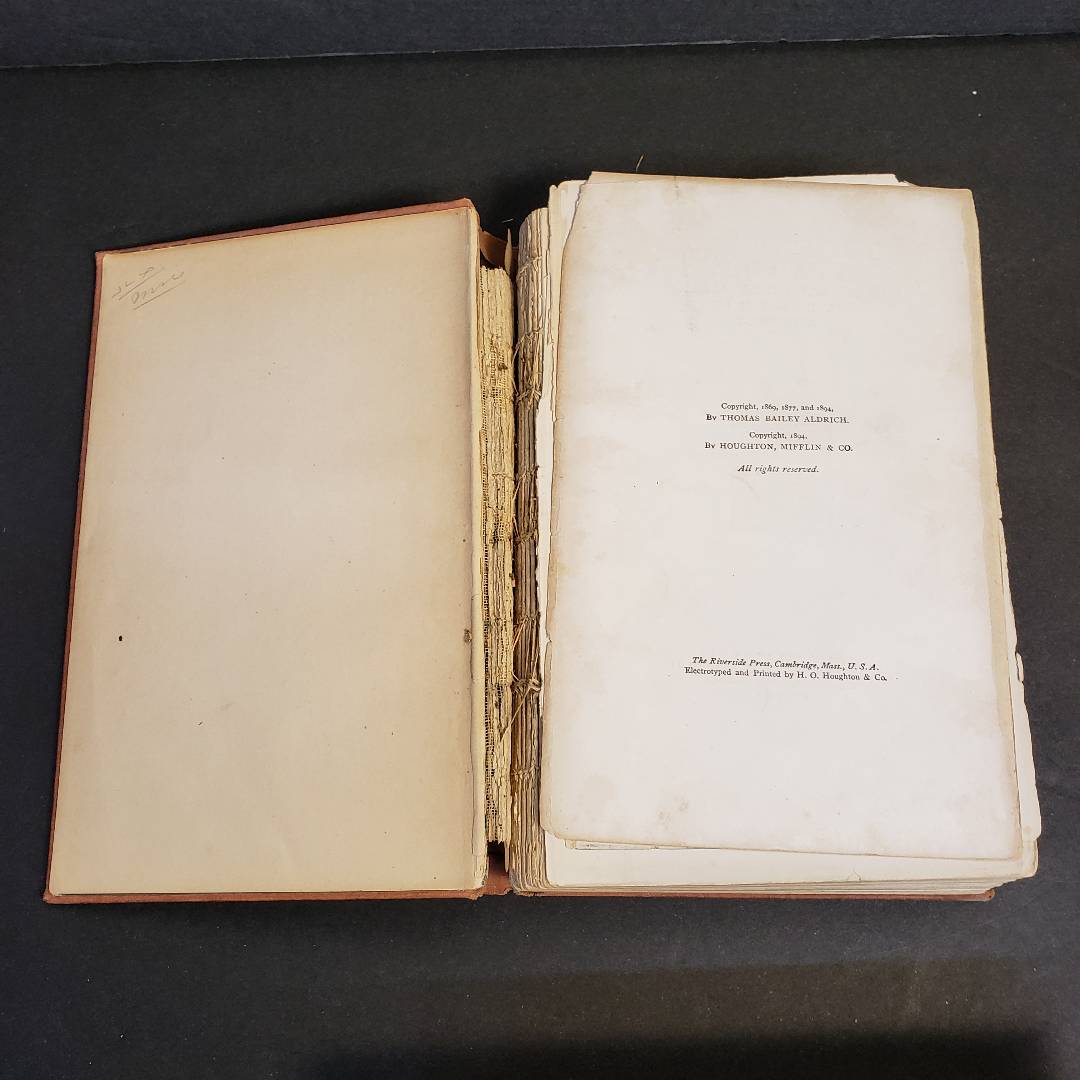 Copyright, 1869, 1877, and 1894,
By THOMAS BAILEY ALDRICH.
Copyright, 1894,
By HOUGHTON, MIFFLIN & CO.
All rights reserved.
The Riverside Press, Cambridge, Mass., U. S. A.
Electrotyped and Printed by H. O. Houghton & Co.